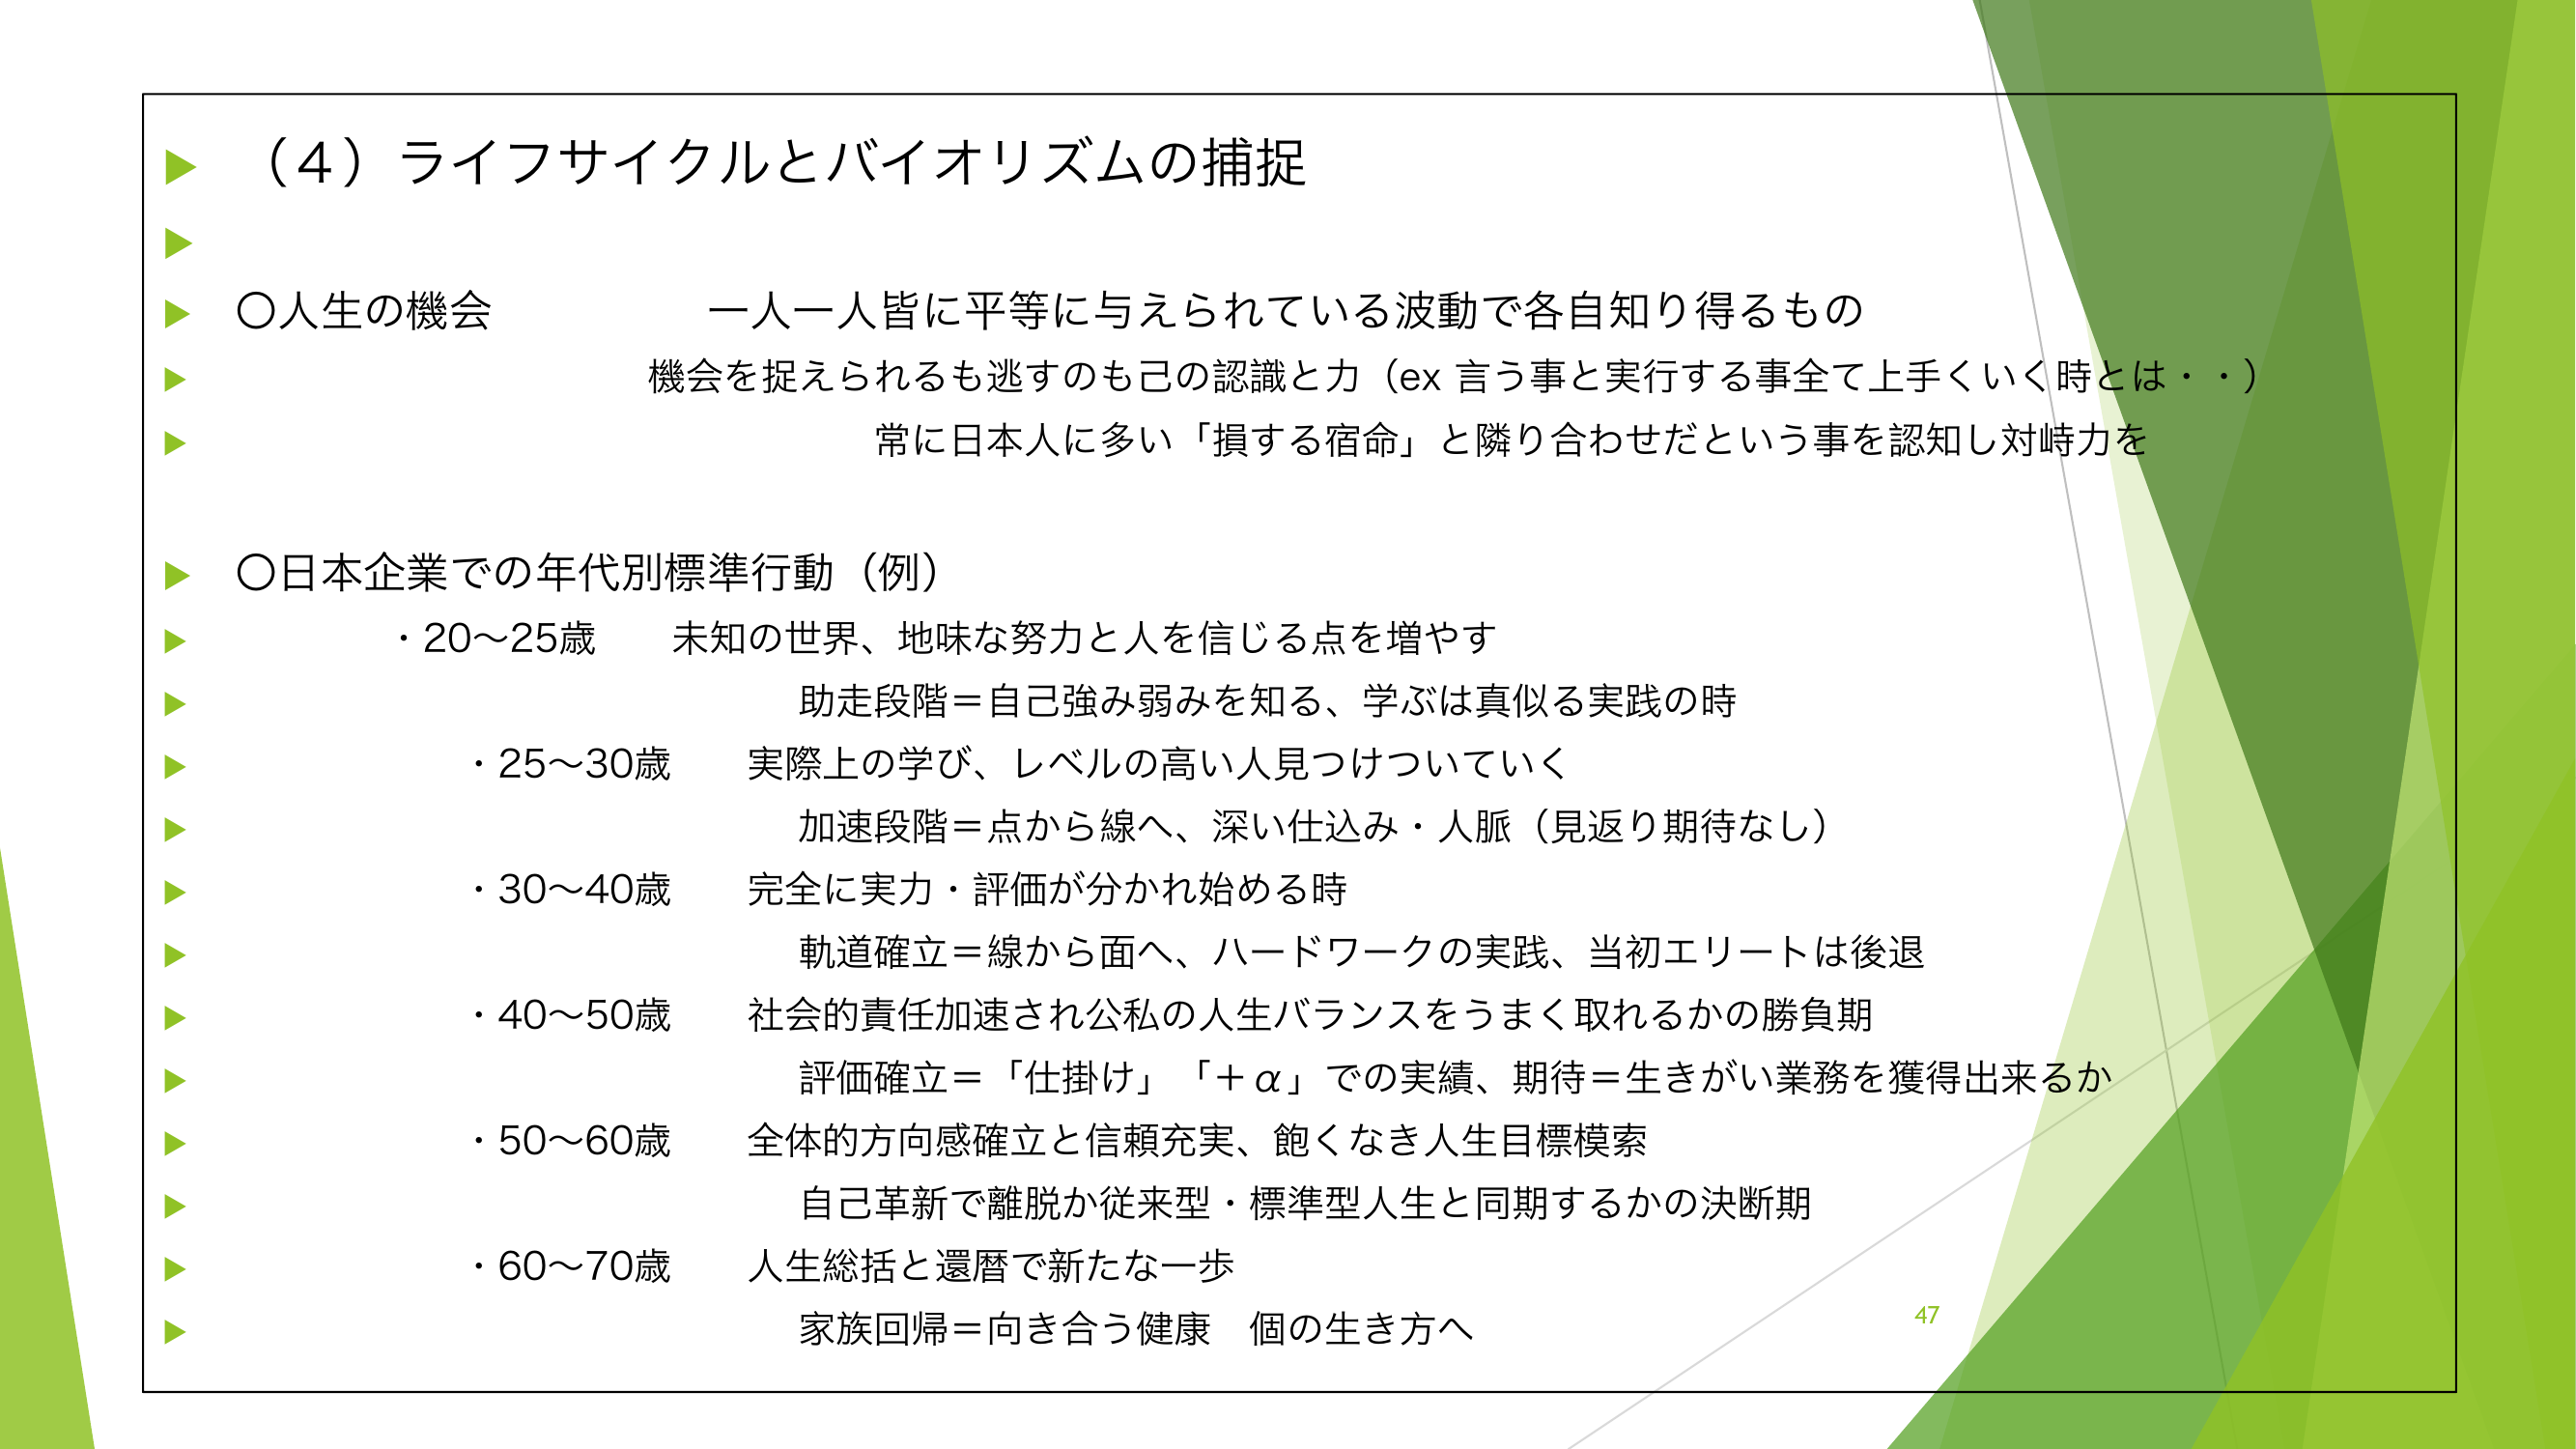 （４）ライフサイクルとバイオリズムの捕捉
〇人生の機会　　　　　一人一人皆に平等に与えられている波動で各自知り得るもの
機会を捉えられるも逃すのも己の認識と力（ex 言う事と実行する事全て上手くいく時とは・・）
常に日本人に多い「損する宿命」と隣り合わせだという事を認知し対峙力を
〇日本企業での年代別標準行動（例）
・20～25歳　　未知の世界、地味な努力と人を信じる点を増やす
助走段階＝自己強み弱みを知る、学ぶは真似る実践の時
・25～30歳　　実際上の学び、レベルの高い人見つけついていく
加速段階＝点から線へ、深い仕込み・人脈（見返り期待なし）
・30～40歳　　完全に実力・評価が分かれ始める時
軌道確立＝線から面へ、ハードワークの実践、当初エリートは後退
・40～50歳　　社会的責任加速され公私の人生バランスをうまく取れるかの勝負期
評価確立＝「仕掛け」「＋α」での実績、期待＝生きがい業務を獲得出来るか
・50～60歳　　全体的方向感確立と信頼充実、飽くなき人生目標模索
自己革新で離脱か従来型・標準型人生と同期するかの決断期
・60～70歳　　人生総括と還暦で新たな一歩
家族回帰＝向き合う健康　個の生き方へ
47